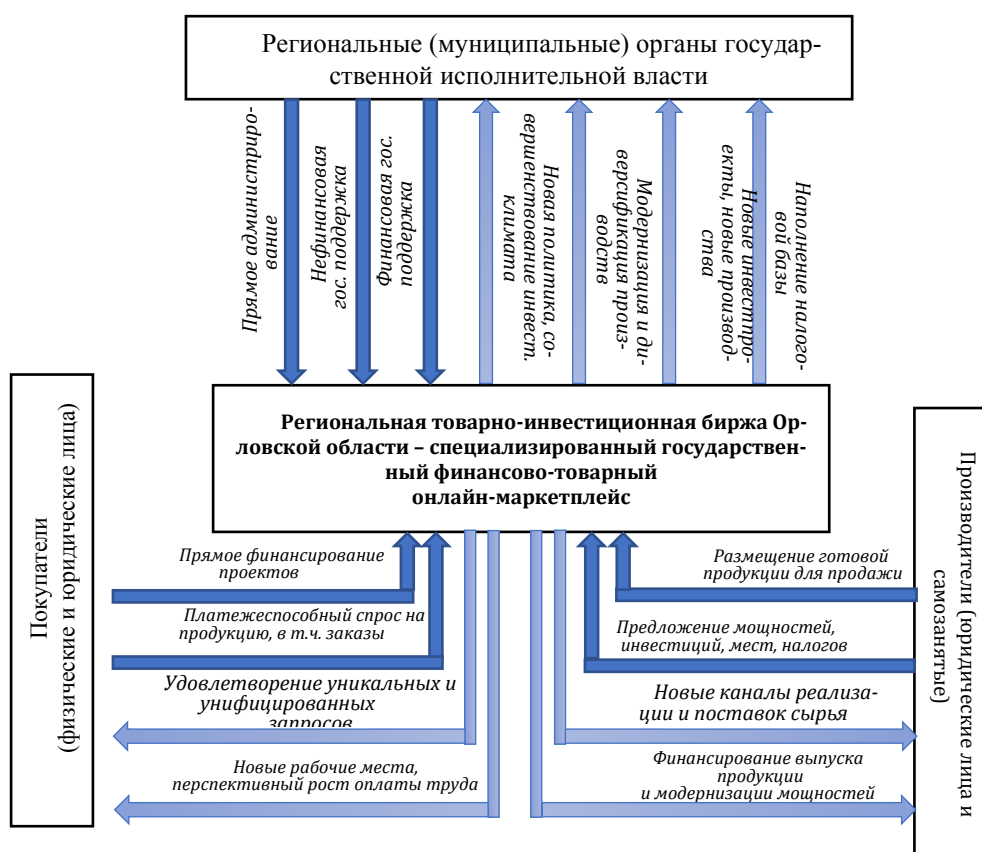 Региональные (муниципальные) органы государ-
ственной исполнительной власти
Прямое администриро-
вание
Нефинансовая
гос. поддержка
Финансовая гос.
поддержка
Новая политика, со-
вершенствование инвест.
климата
Модернизация и ди-
версификация произ-
водств
Новые инвестпро-
екты, новые производ-
ства
Наполнение налого-
вой базы
Региональная товарно-инвестиционная биржа Ор-
ловской области – специализированный государствен-
ный финансово-товарный
онлайн-маркетплейс
Покупатели
(физические и юридические лица)
Прямое финансирование
проектов
Платежеспособный спрос на
продукцию, в т.ч. заказы
Удовлетворение уникальных и
унифицированных
запросов
Новые рабочие места,
перспективный рост оплаты труда
Размещение готовой
продукции для продажи
Предложение мощностей,
инвестиций, мест, налогов
Новые каналы реализа-
ции и поставок сырья
Финансирование выпуска
продукции
и модернизации мощностей
Производители (юридические лица и
самозанятые)